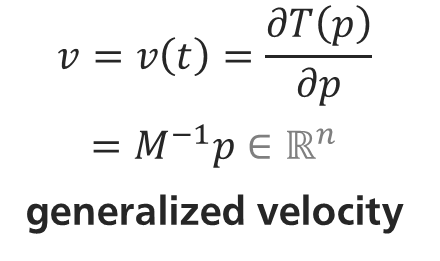 v = v(t) = ∂T(p)/∂p
= M⁻¹p ∈ ℝⁿ
generalized velocity